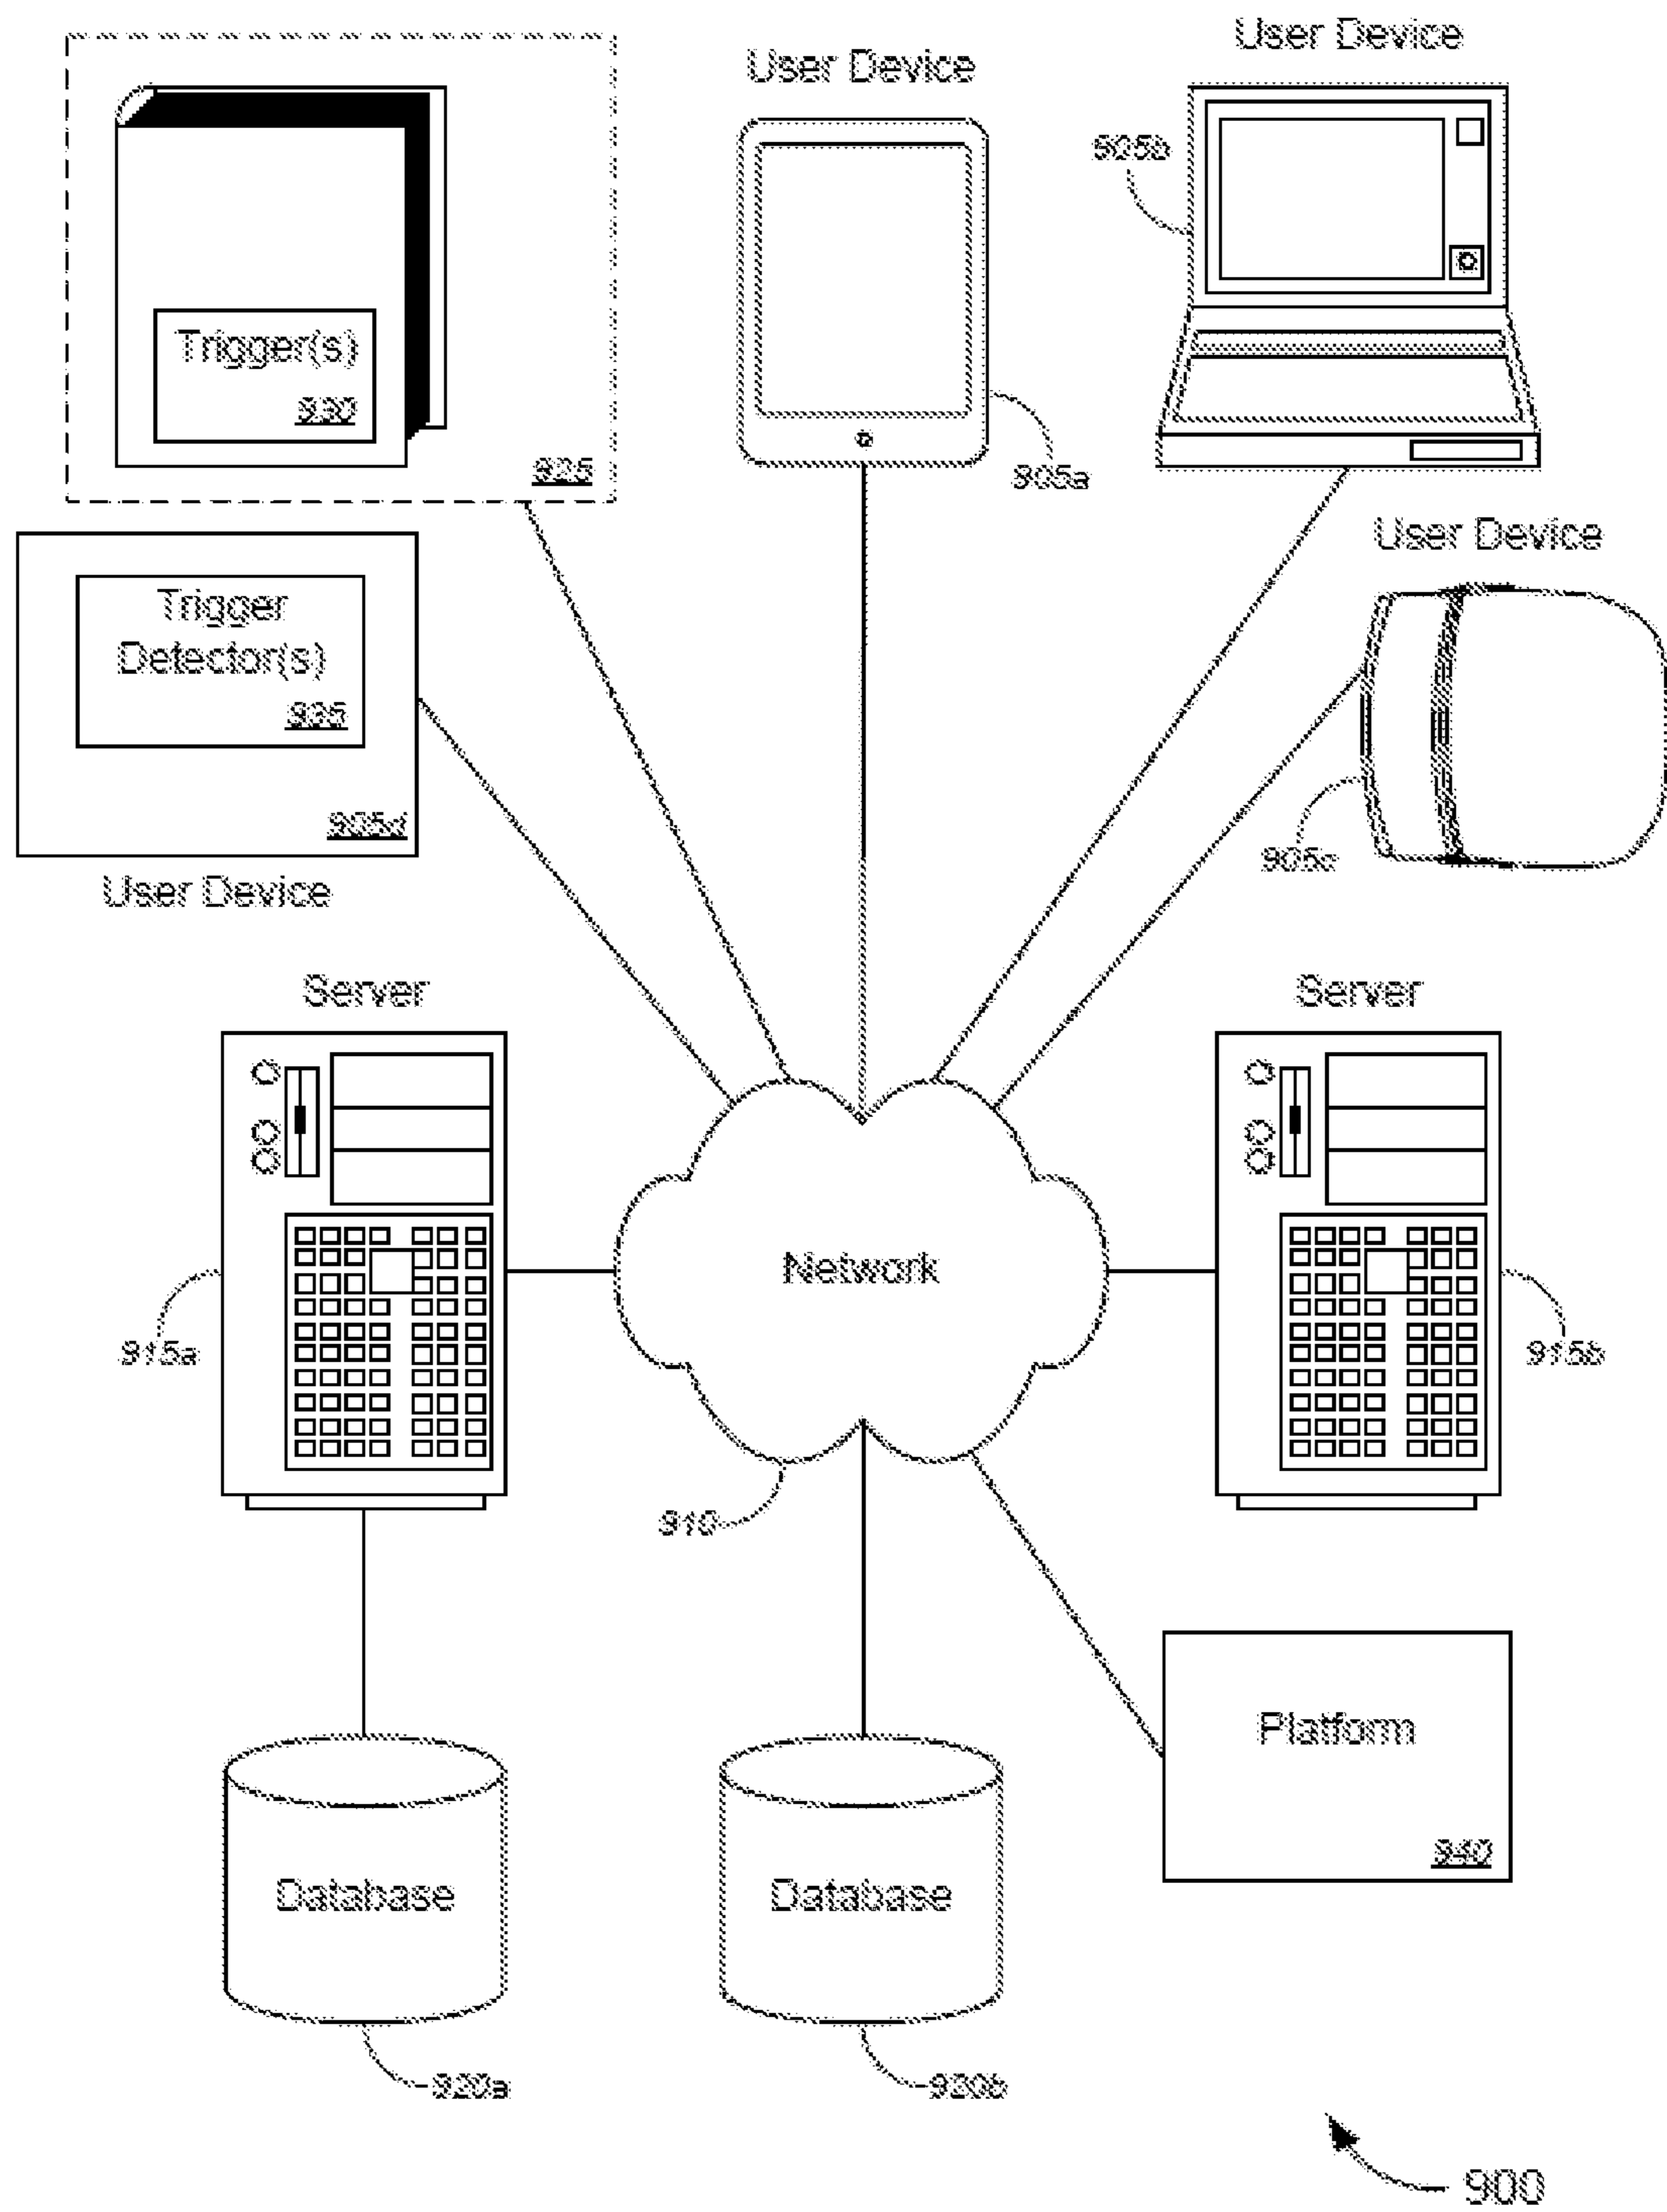 User Device
User Device
905b
Trigger(s)
930
925
905a
User Device
Trigger
Detector(s)
935
905d
User Device
905c
Server
Server
Network
915a
915b
910
Platform
940
Database
Database
920a
920b
900